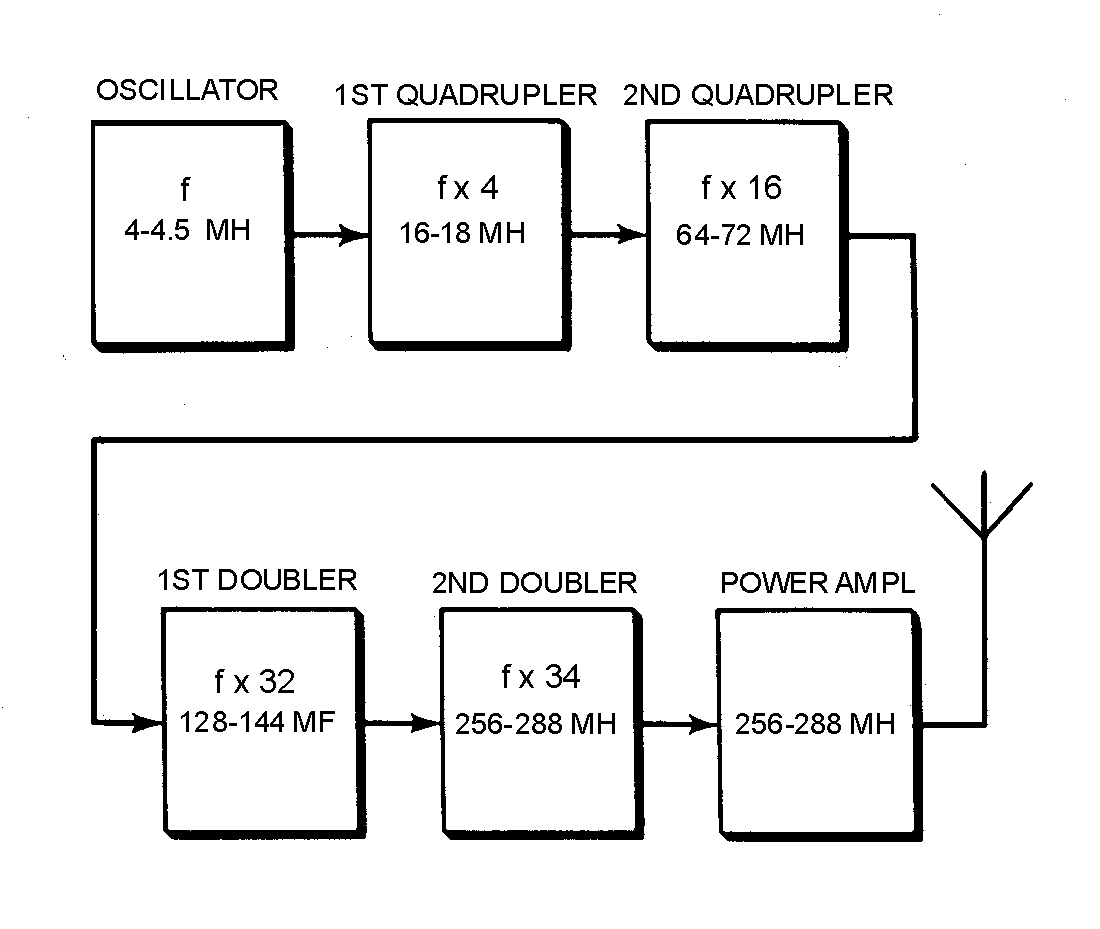 OSCILLATOR
f
4-4.5 MH
1ST QUADRUPLER
f x 4
16-18 MH
2ND QUADRUPLER
f x 16
64-72 MH
1ST DOUBLER
f x 32
128-144 MF
2ND DOUBLER
f x 34
256-288 MH
POWER AMPL
256-288 MH